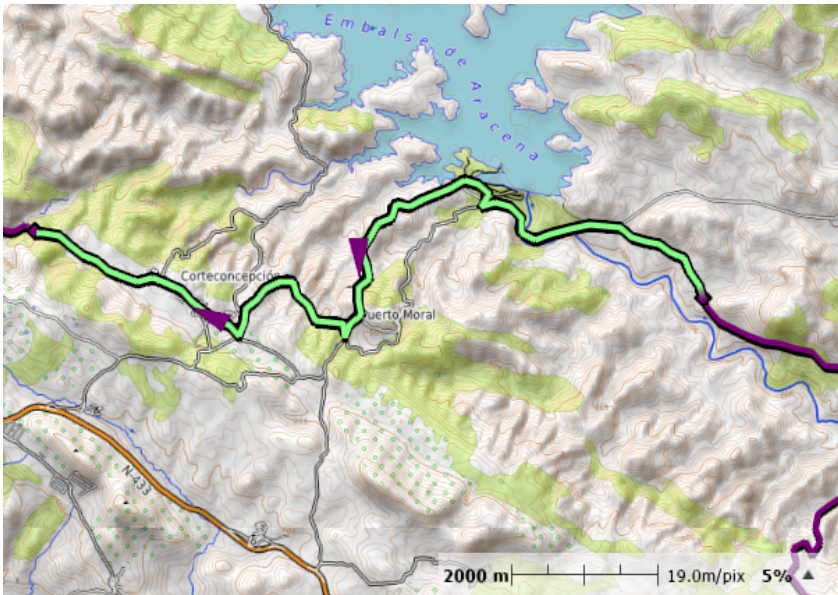 Embalse de Aracena
Corteconcepción
Puerto Moral
N-433
2000 m 19.0m/pix 5%